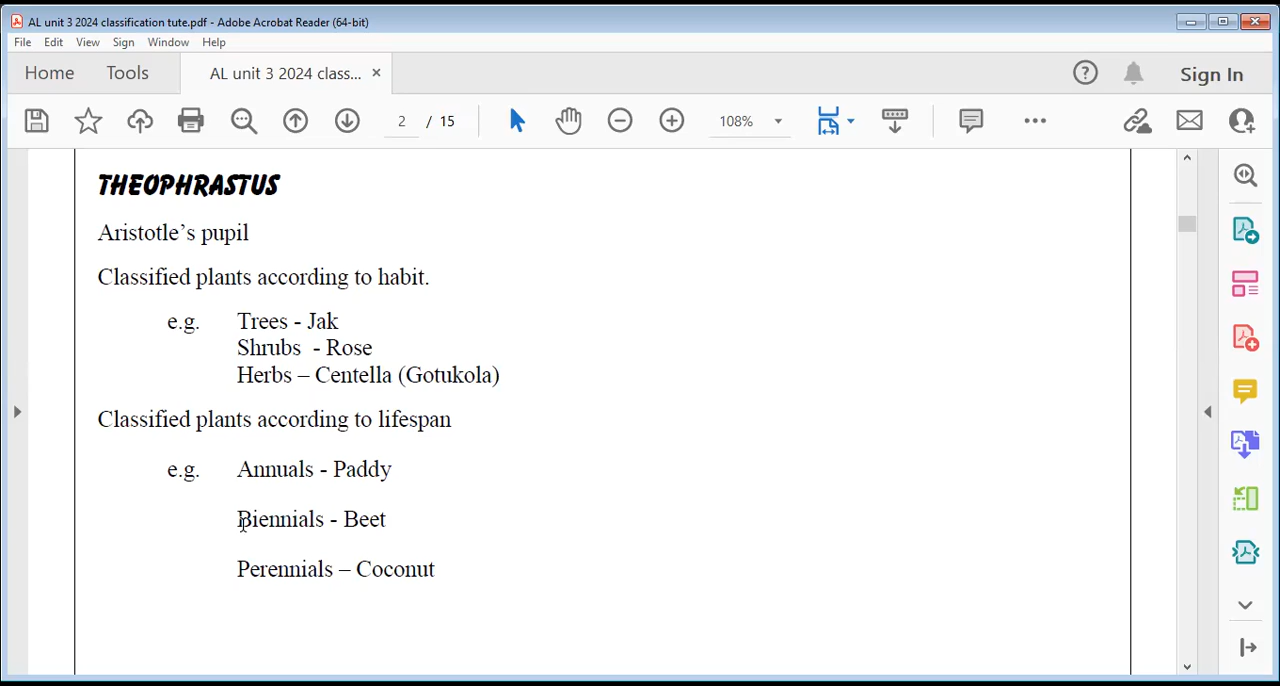 AL unit 3 2024 classification tute.pdf - Adobe Acrobat Reader (64-bit)
File Edit View Sign Window Help
Home Tools AL unit 3 2024 class... × Sign In
2 / 15 108%
THEOPHRASTUS
Aristotle’s pupil
Classified plants according to habit.
e.g. Trees - Jak
Shrubs - Rose
Herbs – Centella (Gotukola)
Classified plants according to lifespan
e.g. Annuals - Paddy
Biennials - Beet
Perennials – Coconut